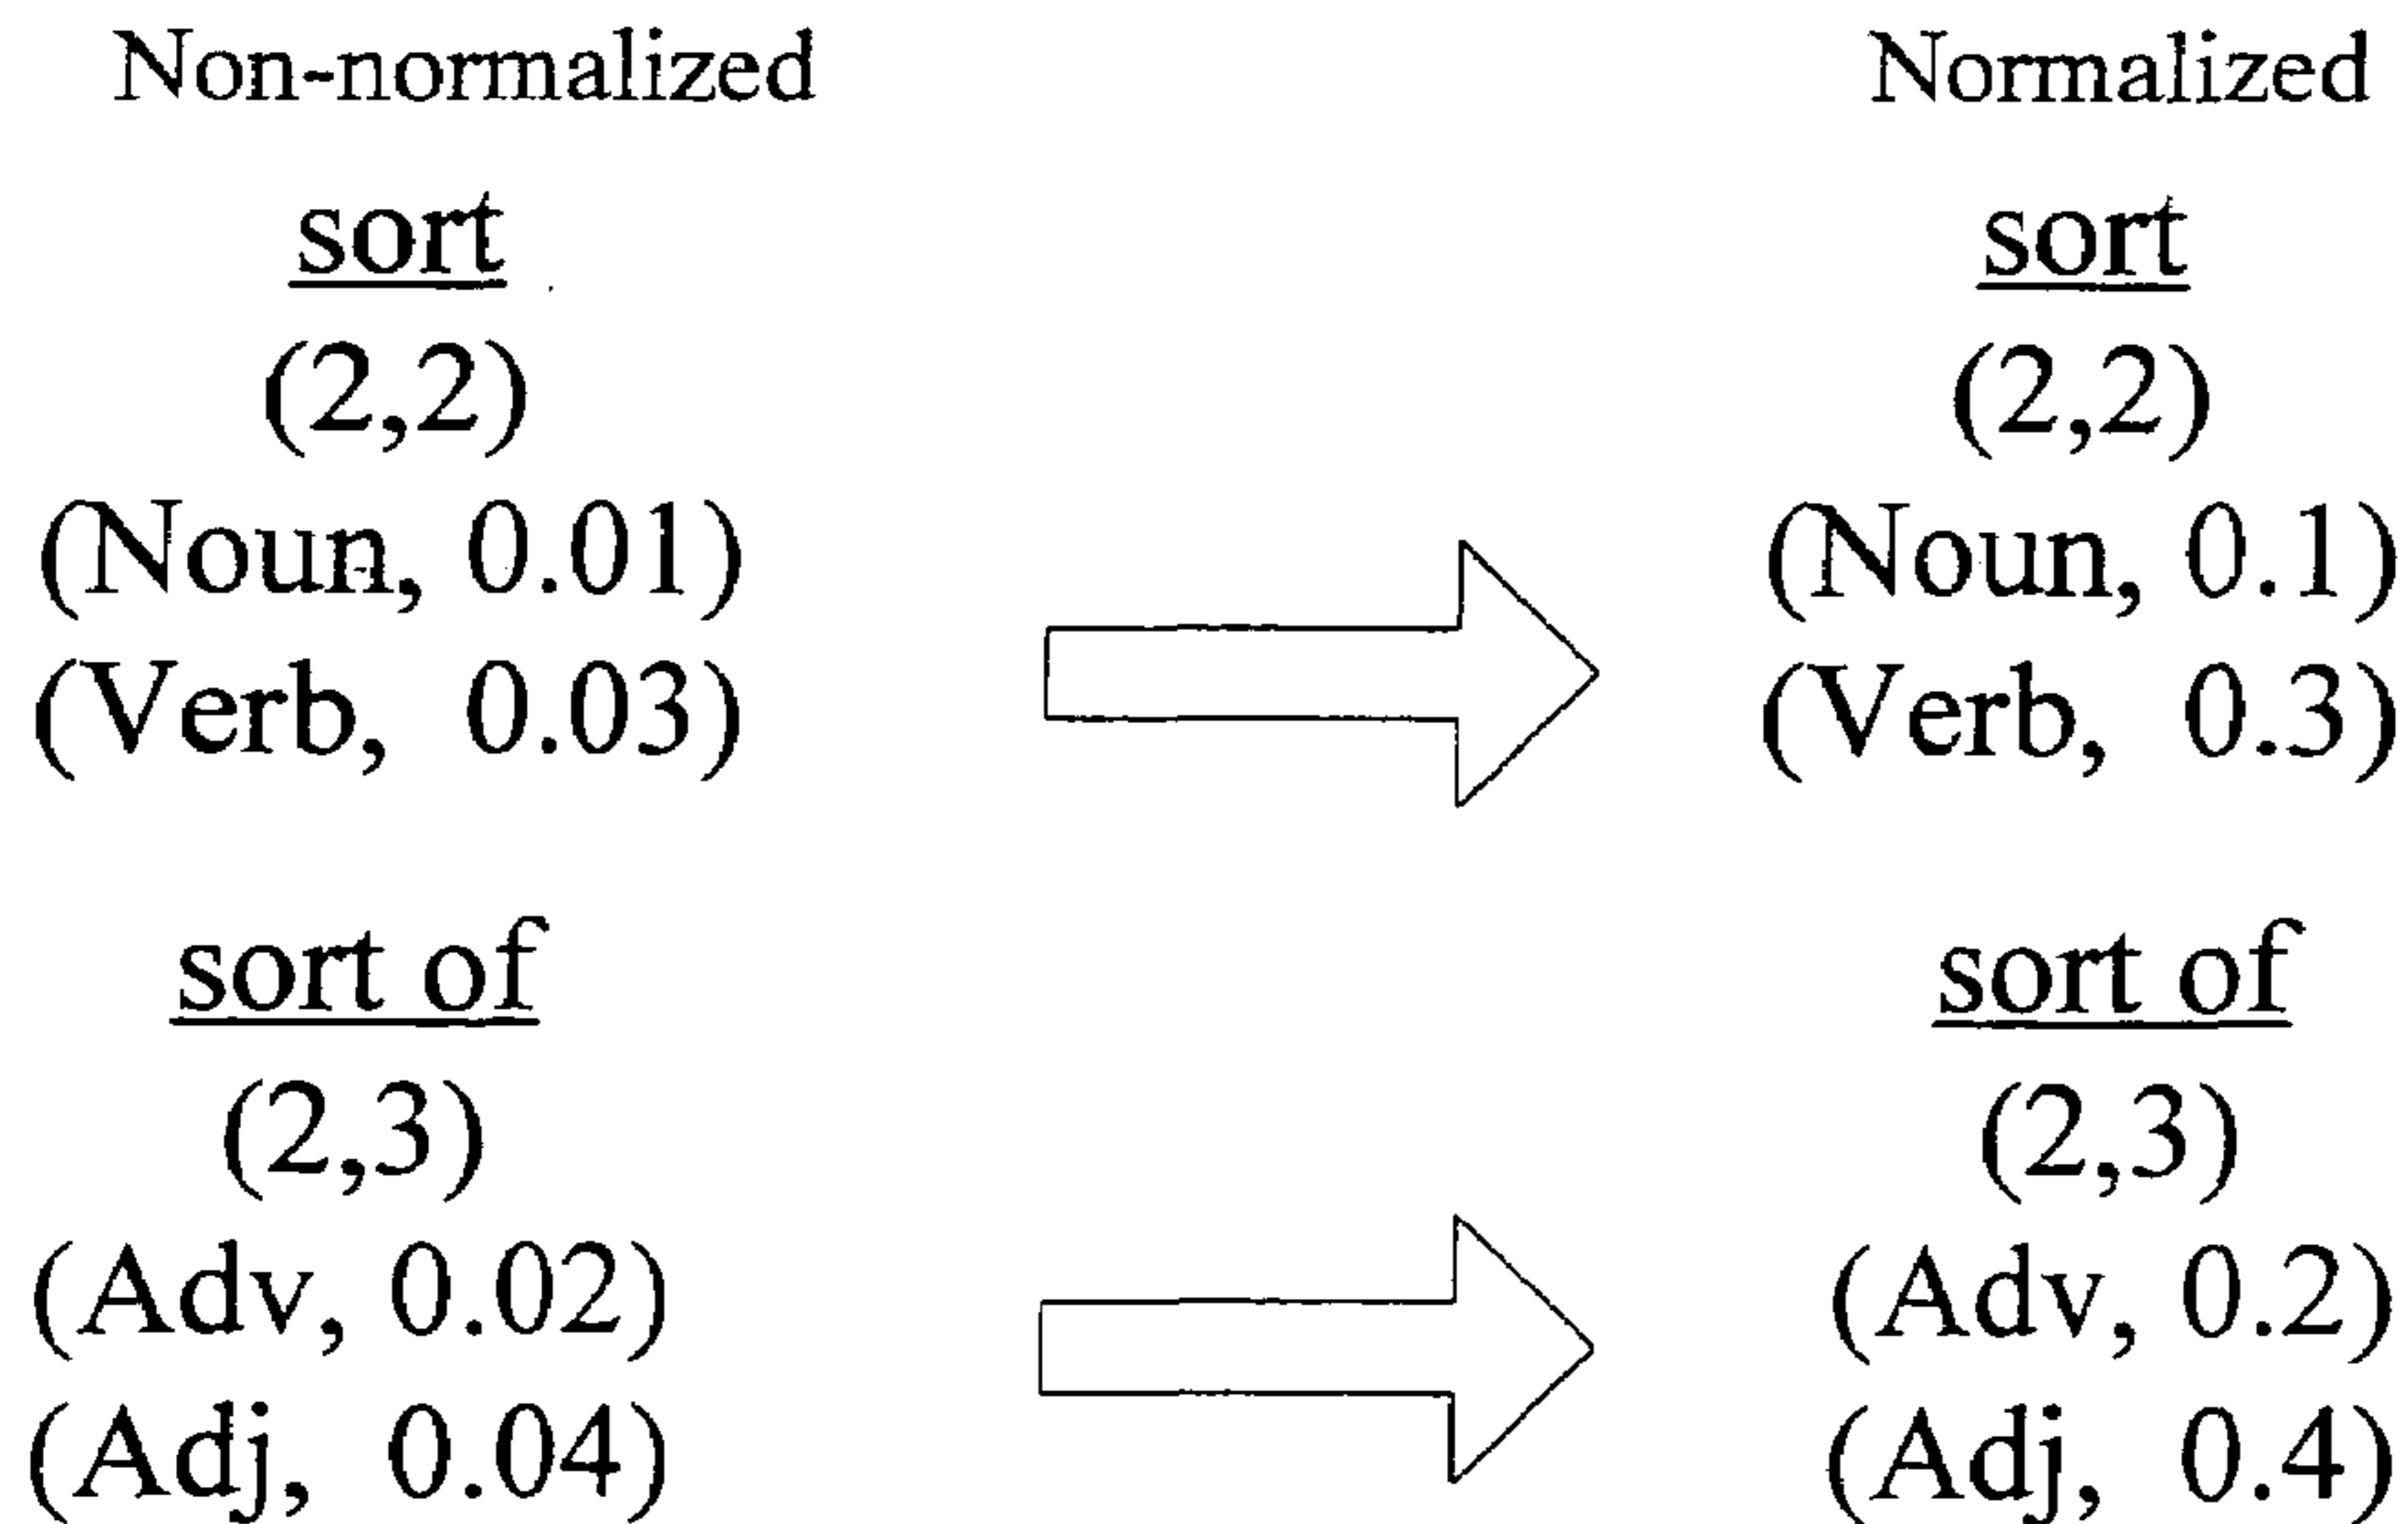 Non-normalized
sort
(2,2)
(Noun, 0.01)
(Verb, 0.03)
sort of
(2,3)
(Adv, 0.02)
(Adj, 0.04)
Normalized
sort
(2,2)
(Noun, 0.1)
(Verb, 0.3)
sort of
(2,3)
(Adv, 0.2)
(Adj, 0.4)